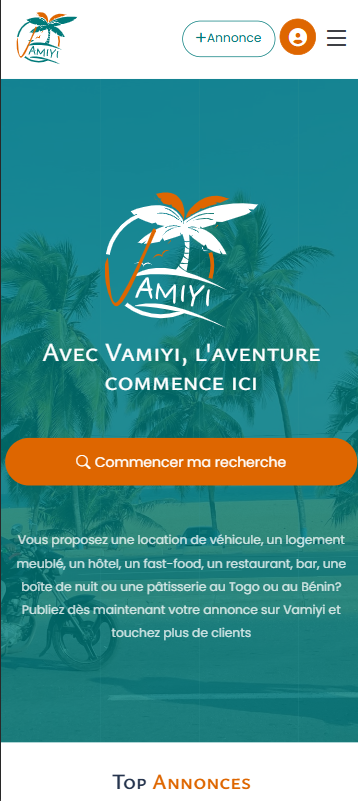 VAMIYI
+Annonce
VAMIYI
Avec Vamiyi, l'aventure
commence ici
Commencer ma recherche
Vous proposez une location de véhicule, un logement
meublé, un hôtel, un fast-food, un restaurant, bar, une
boîte de nuit ou une pâtisserie au Togo ou au Bénin?
Publiez dès maintenant votre annonce sur Vamiyi et
touchez plus de clients
Top Annonces